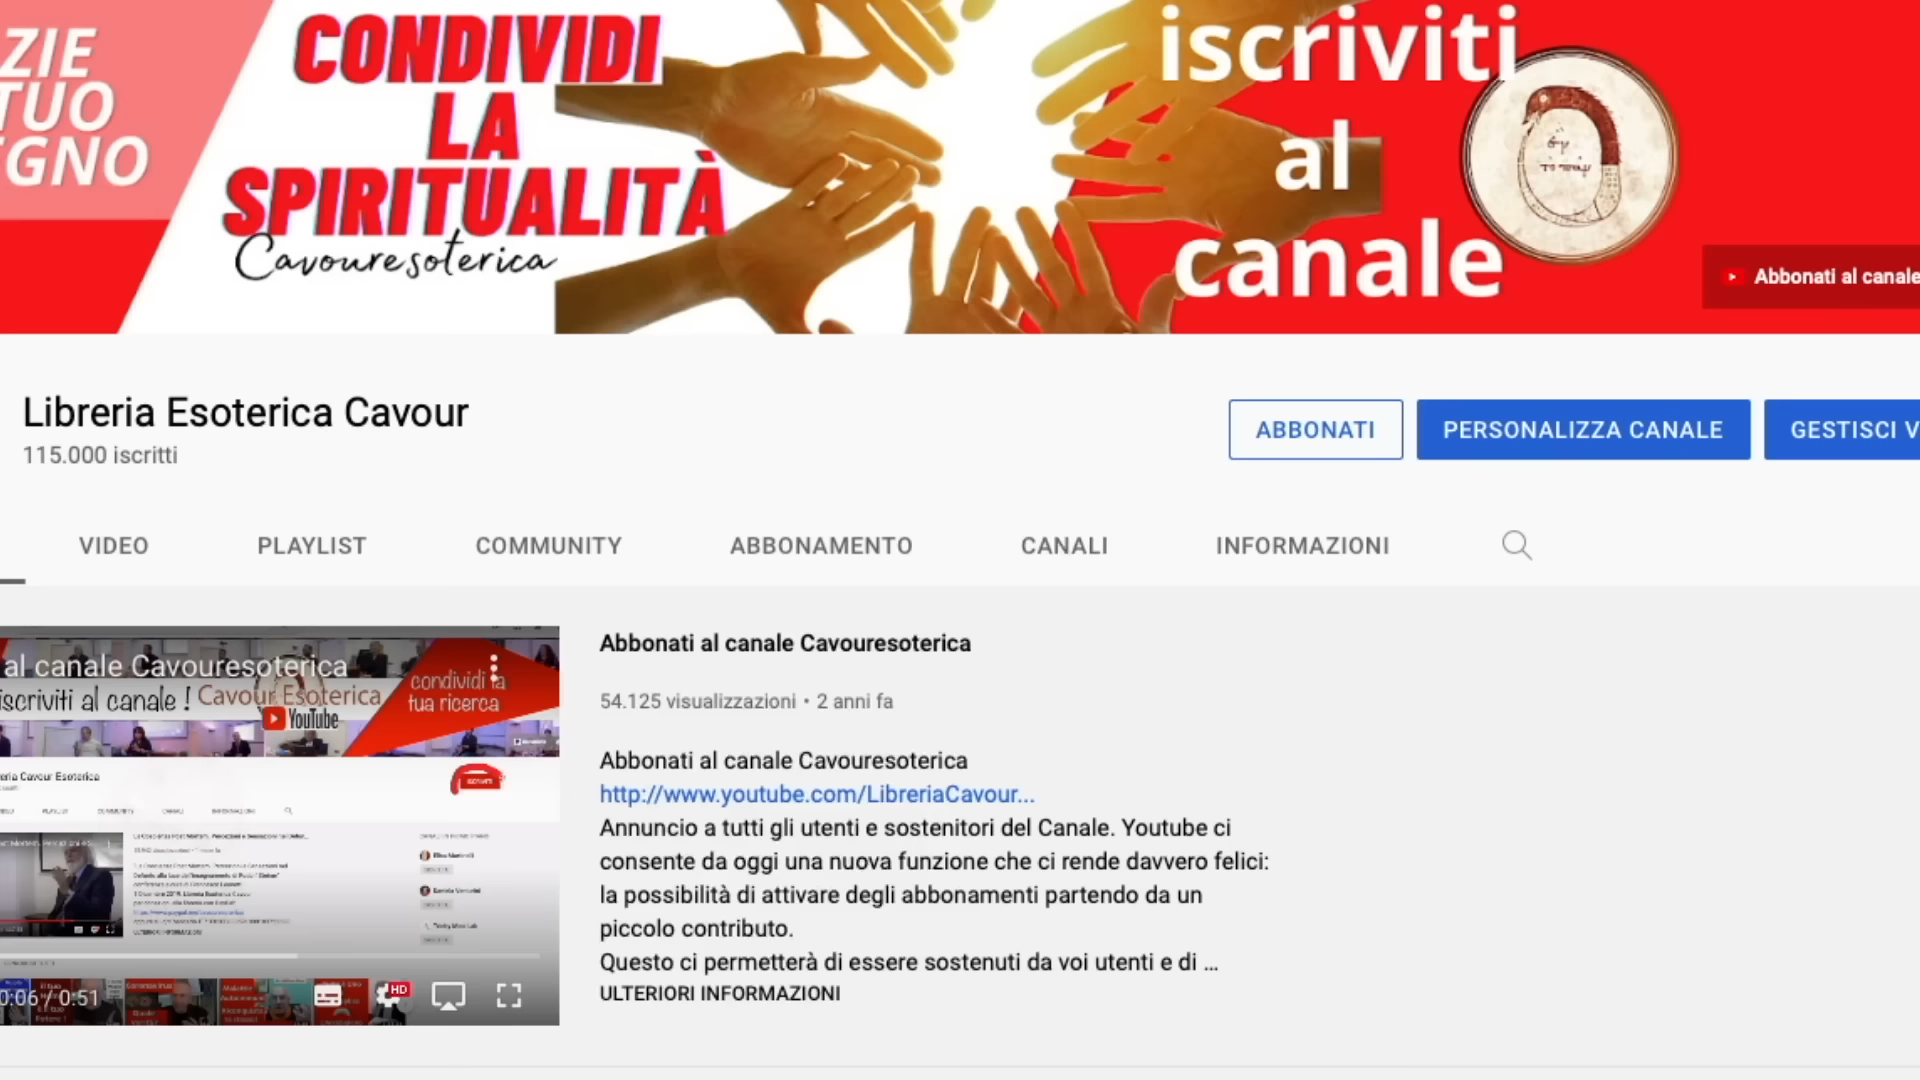 ZIE
TUO
EGNO
CONDIVIDI
LA
SPIRITUALITÀ
Cavouresoterica
iscriviti
al
canale
Abbonati al canale
Libreria Esoterica Cavour
115.000 iscritti
ABBONATI
PERSONALIZZA CANALE
GESTISCI V
VIDEO
PLAYLIST
COMMUNITY
ABBONAMENTO
CANALI
INFORMAZIONI
al canale Cavouresoterica
iscriviti al canale ! Cavour Esoterica
YouTube
condividi la
tua ricerca
eria Cavour Esoterica
0:06 / 0:51
HD
Abbonati al canale Cavouresoterica
54.125 visualizzazioni • 2 anni fa
Abbonati al canale Cavouresoterica
http://www.youtube.com/LibreriaCavour...
Annuncio a tutti gli utenti e sostenitori del Canale. Youtube ci
consente da oggi una nuova funzione che ci rende davvero felici:
la possibilità di attivare degli abbonamenti partendo da un
piccolo contributo.
Questo ci permetterà di essere sostenuti da voi utenti e di ...
ULTERIORI INFORMAZIONI